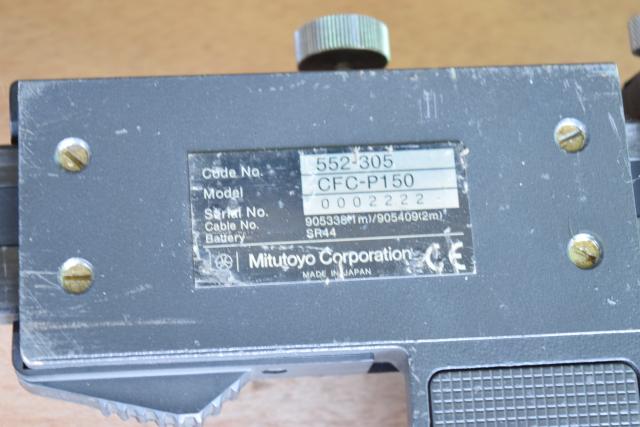 Code No. 552-305
Model CFC-P150
Serial No. 0002222
Cable No. 905338(1m)/905409(2m)
Battery SR44
Mitutoyo Corporation CE
MADE IN JAPAN